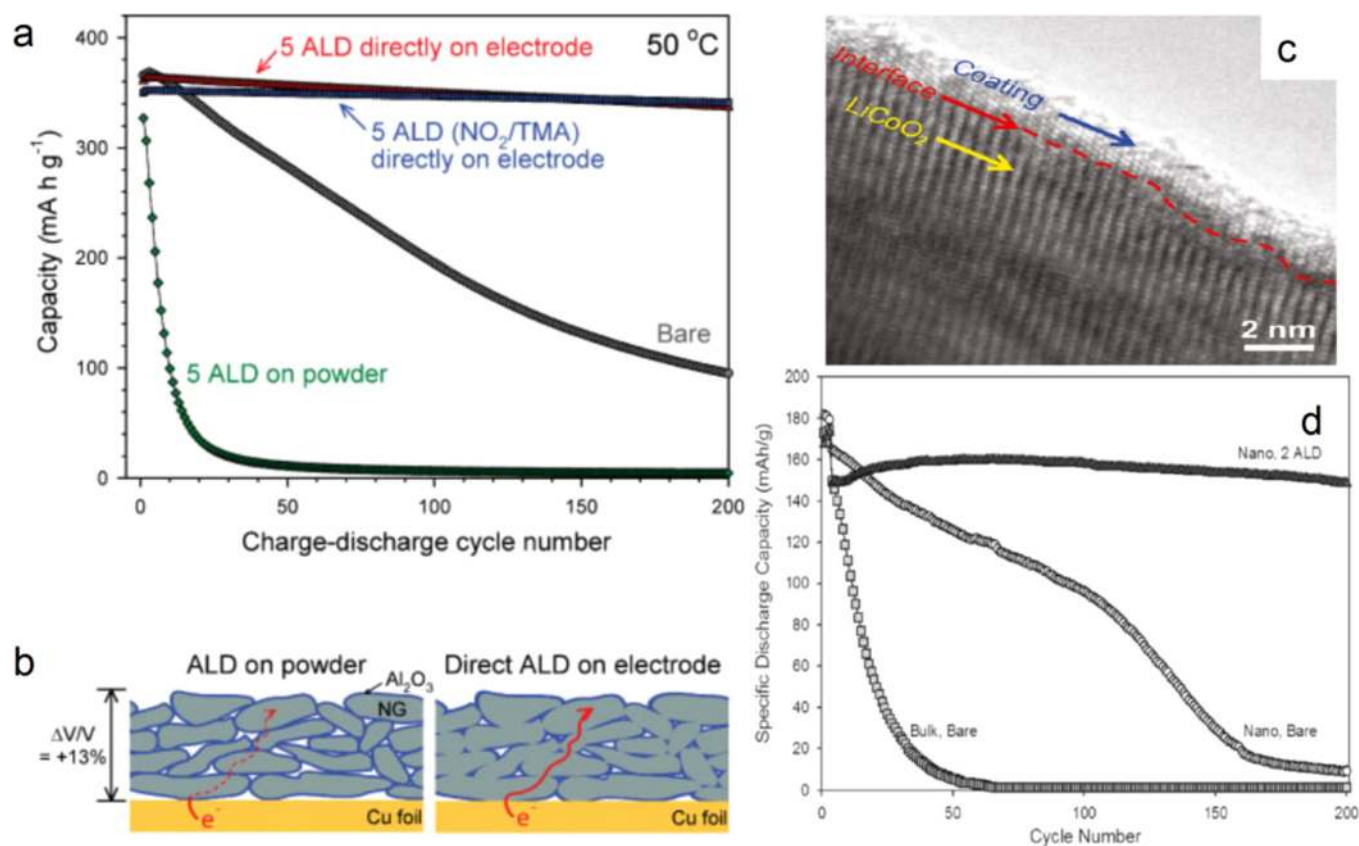 a
400
300
200
100
0
Capacity (mA h g⁻¹)
5 ALD directly on electrode
50 °C
5 ALD (NO₂/TMA)
directly on electrode
Bare
5 ALD on powder
0
50
100
150
200
Charge-discharge cycle number
b
ALD on powder
Direct ALD on electrode
Al₂O₃
NG
ΔV/V
= +13%
e⁻
Cu foil
e⁻
Cu foil
c
Interface
Coating
LiCoO₂
2 nm
d
200
180
160
140
120
100
80
60
40
20
0
Specific Discharge Capacity (mAh/g)
Nano, 2 ALD
Bulk, Bare
Nano, Bare
0
50
100
150
200
Cycle Number